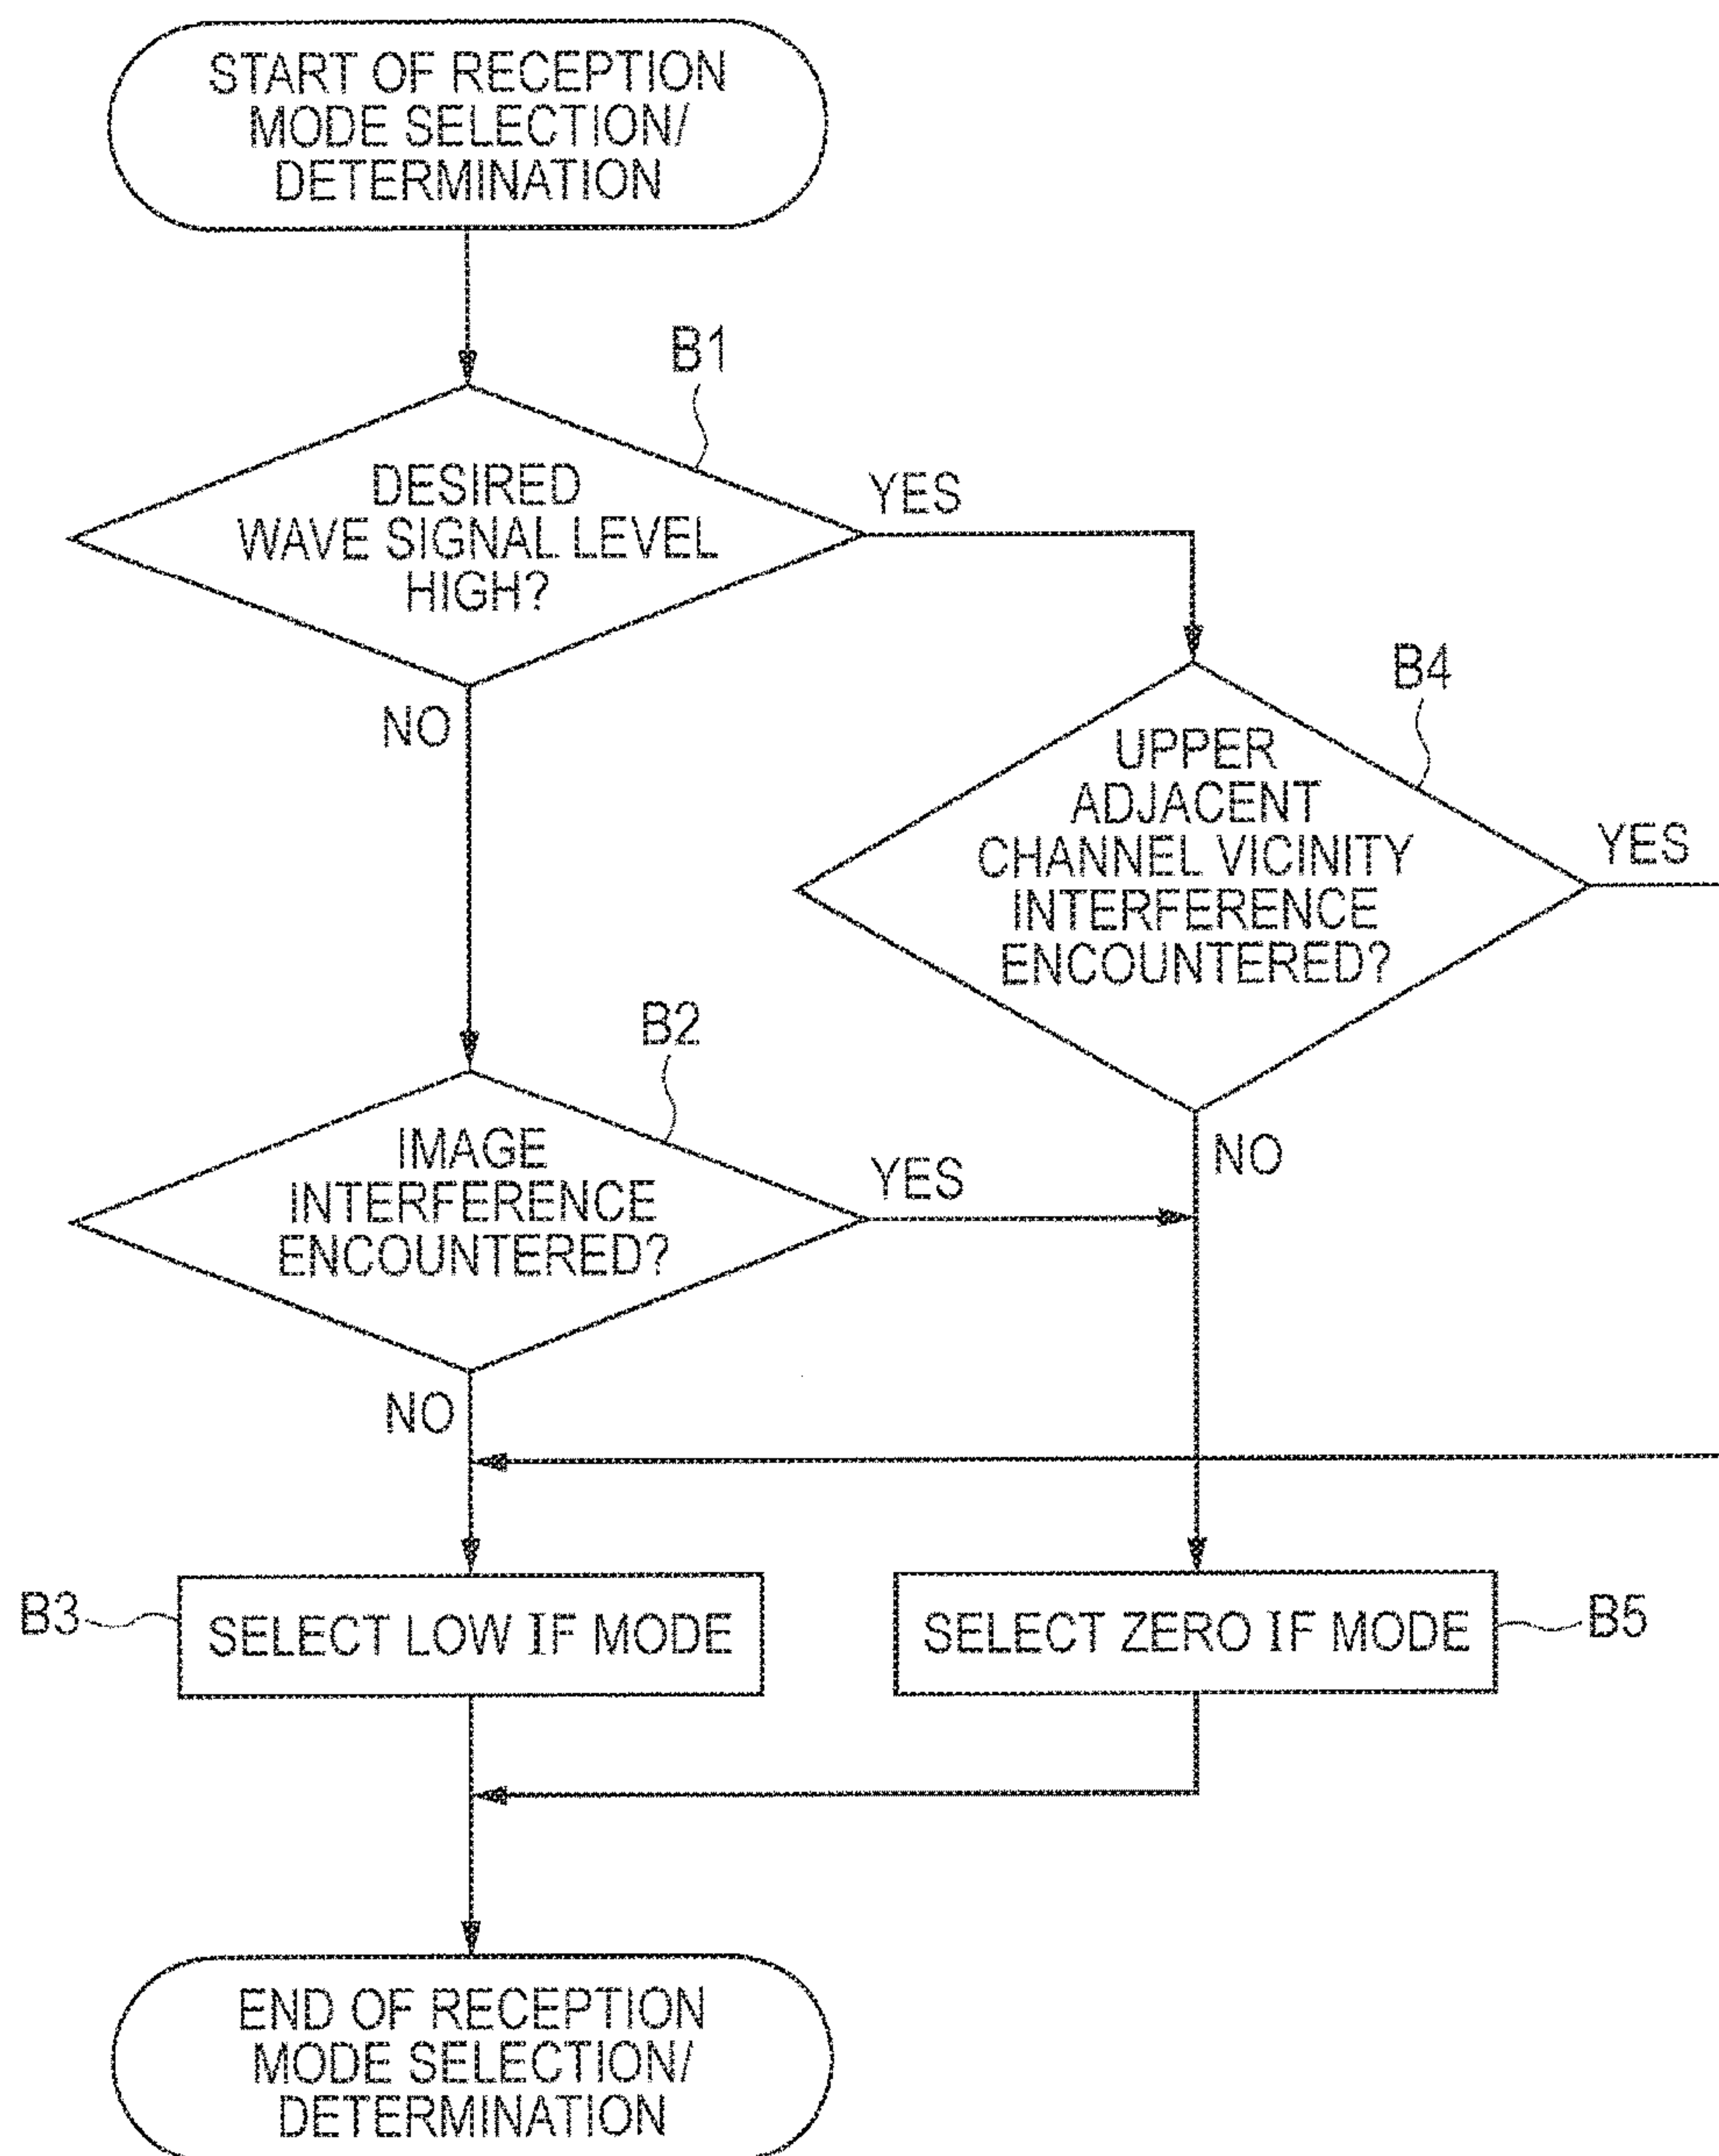 START OF RECEPTION
MODE SELECTION/
DETERMINATION
B1
DESIRED
WAVE SIGNAL LEVEL
HIGH?
YES
NO
B4
UPPER
ADJACENT
CHANNEL VICINITY
INTERFERENCE
ENCOUNTERED?
YES
NO
B2
IMAGE
INTERFERENCE
ENCOUNTERED?
YES
NO
B3
SELECT LOW IF MODE
SELECT ZERO IF MODE
B5
END OF RECEPTION
MODE SELECTION/
DETERMINATION